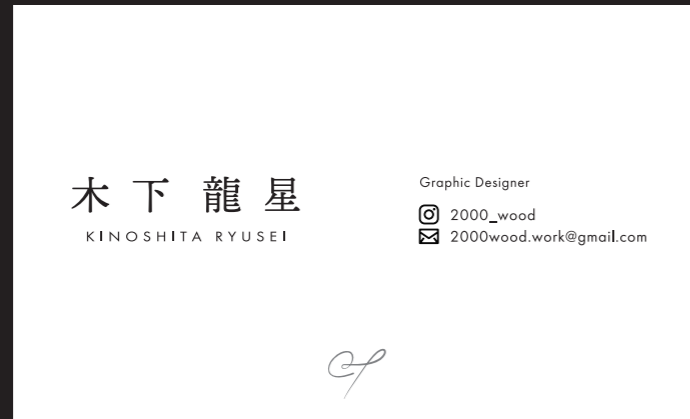 木下 龍星
KINOSHITA RYUSEI
Graphic Designer
2000_wood
2000wood.work@gmail.com